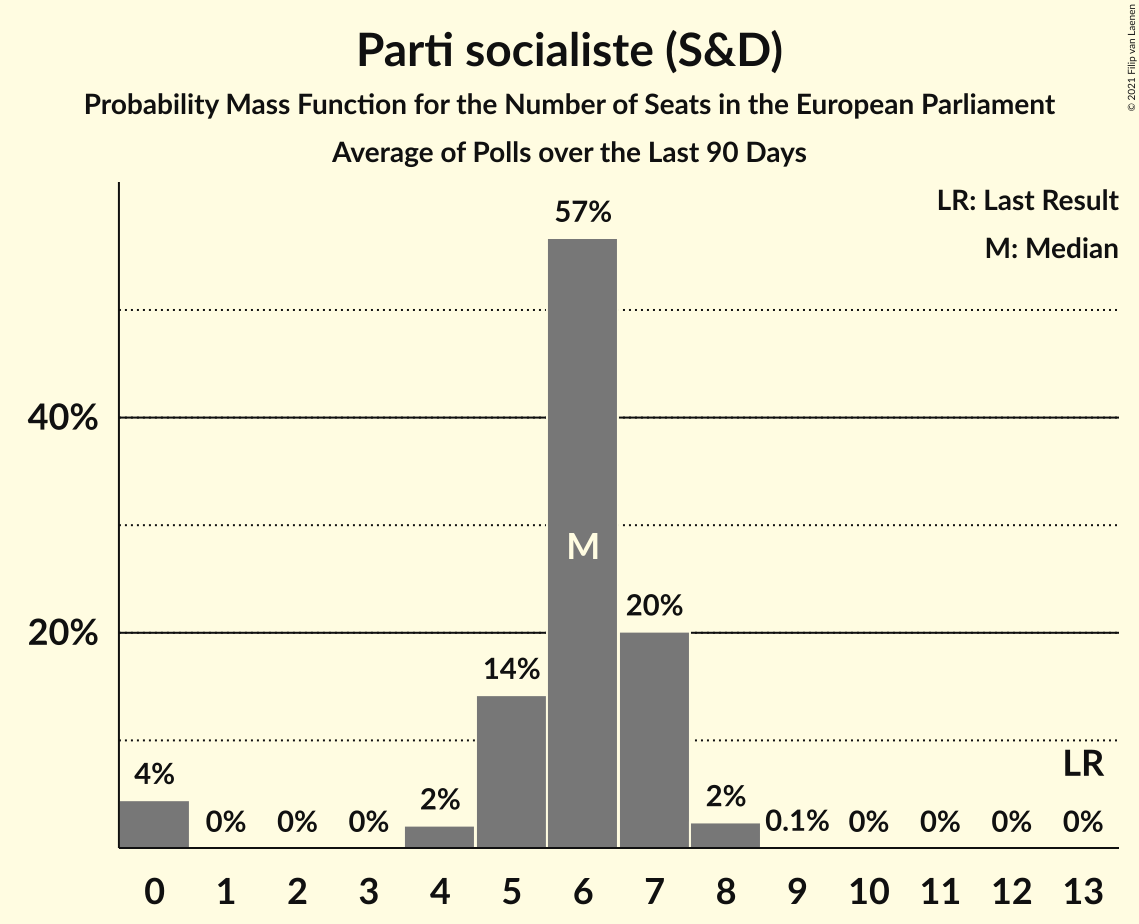 Parti socialiste (S&D)
Probability Mass Function for the Number of Seats in the European Parliament
Average of Polls over the Last 90 Days
© 2021 Filip van Laenen
LR: Last Result
M: Median
57%
40%
M
20%
20%
14%
LR
4%
2%
2%
0% 0% 0% 0.1% 0% 0% 0% 0%
0 1 2 3 4 5 6 7 8 9 10 11 12 13